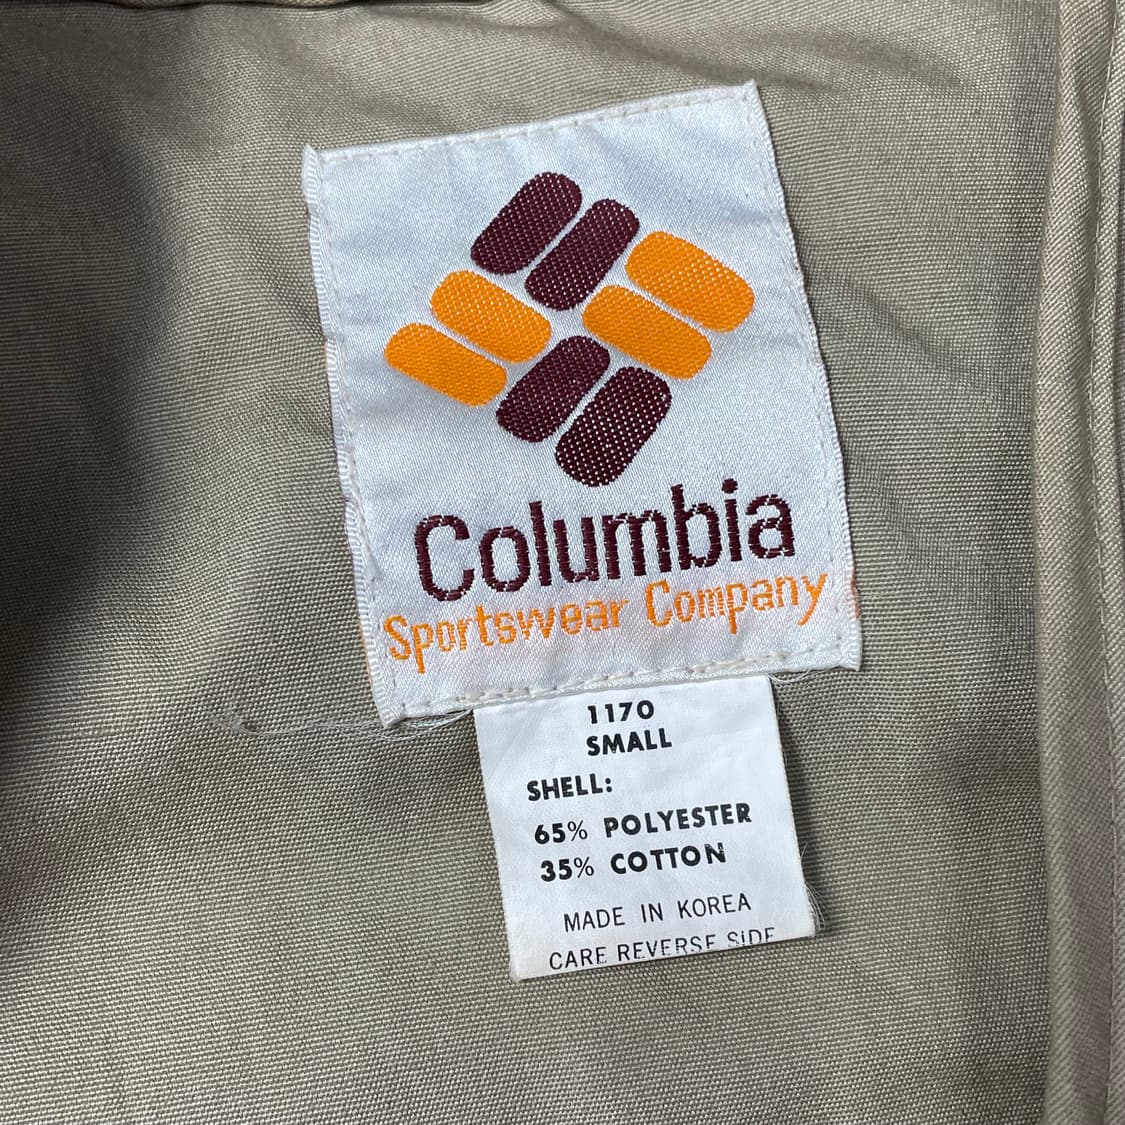 Columbia
Sportswear Company
1170
SMALL
SHELL:
65% POLYESTER
35% COTTON
MADE IN KOREA
CARE REVERSE SIDE